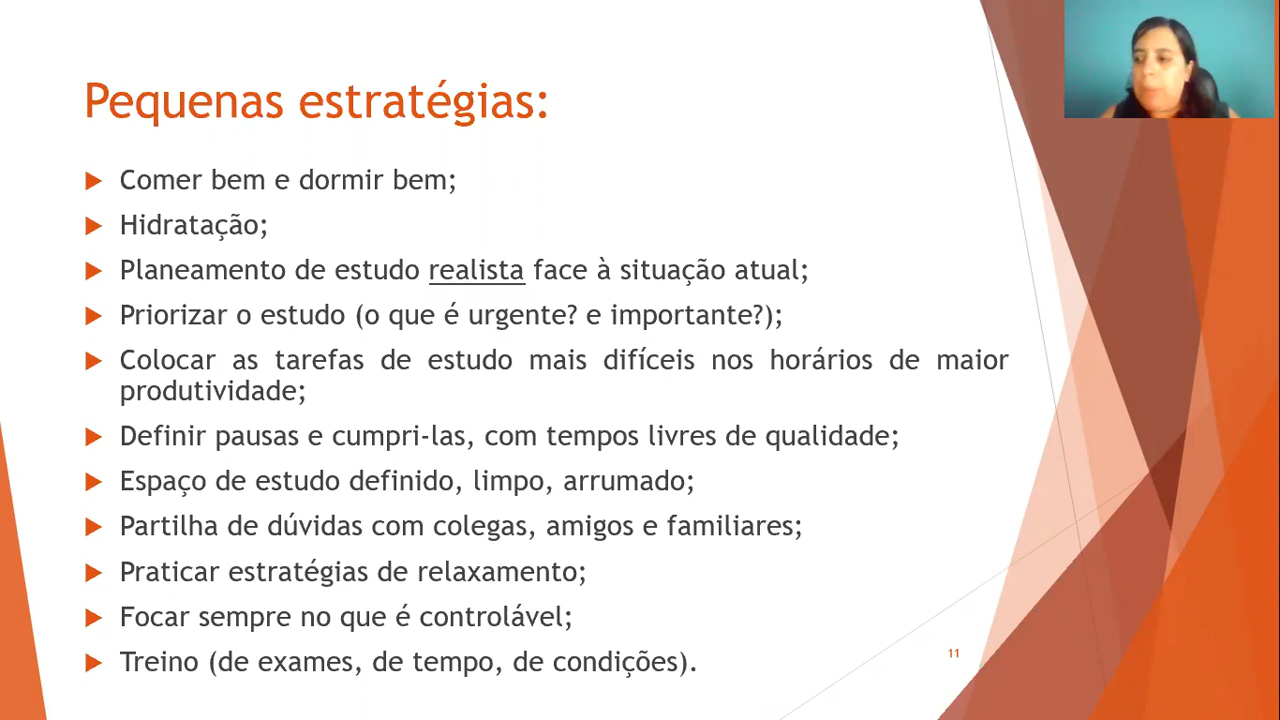 Pequenas estratégias:
Comer bem e dormir bem;
Hidratação;
Planeamento de estudo realista face à situação atual;
Priorizar o estudo (o que é urgente? e importante?);
Colocar as tarefas de estudo mais difíceis nos horários de maior
produtividade;
Definir pausas e cumpri-las, com tempos livres de qualidade;
Espaço de estudo definido, limpo, arrumado;
Partilha de dúvidas com colegas, amigos e familiares;
Praticar estratégias de relaxamento;
Focar sempre no que é controlável;
Treino (de exames, de tempo, de condições).
11